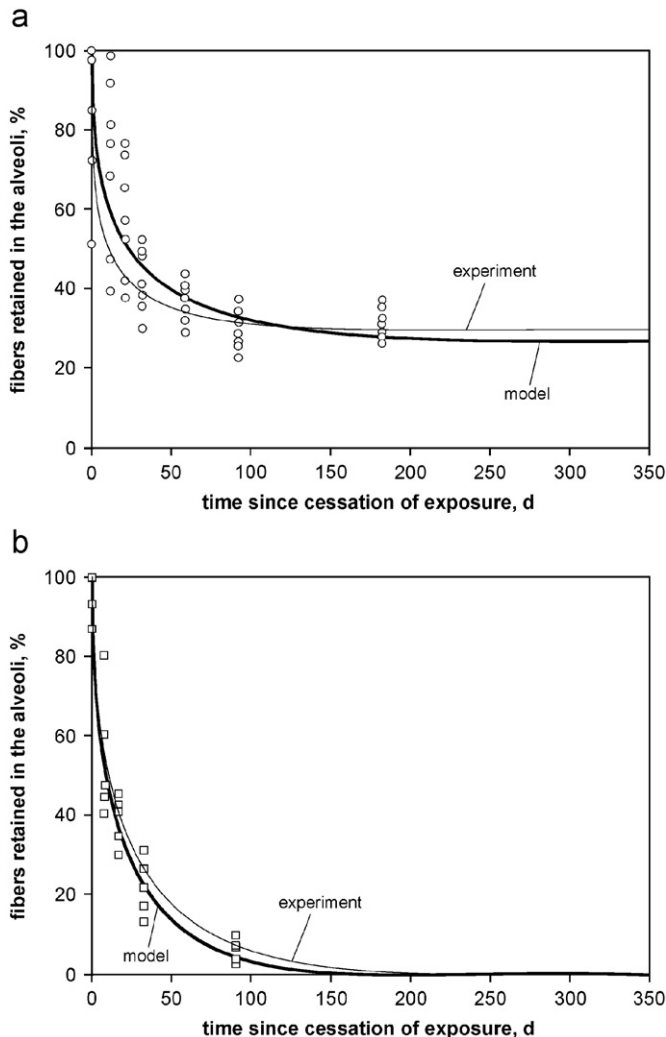 a
100
80
60
40
20
0
fibers retained in the alveoli, %
experiment
model
0 50 100 150 200 250 300 350
time since cessation of exposure, d
b
100
80
60
40
20
0
fibers retained in the alveoli, %
experiment
model
0 50 100 150 200 250 300 350
time since cessation of exposure, d